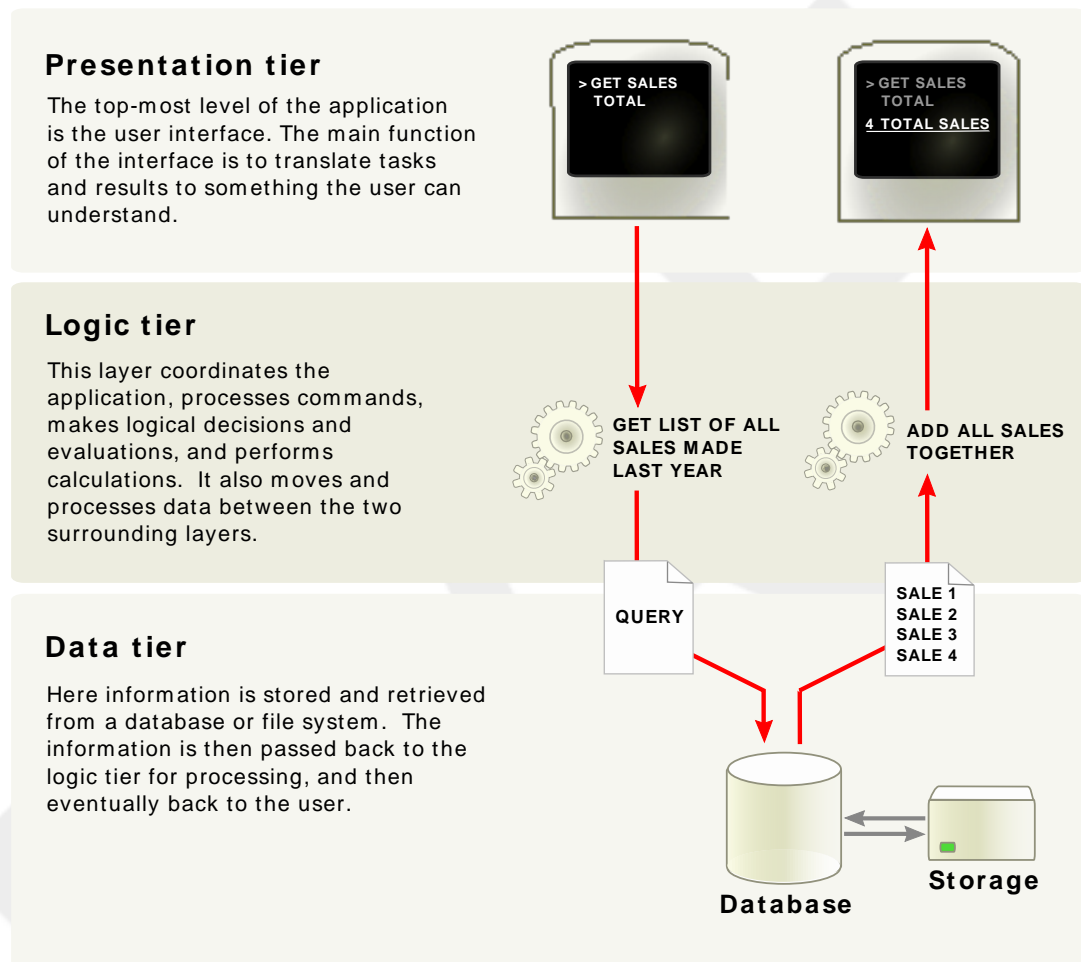 Presentation tier
The top-most level of the application
is the user interface. The main function
of the interface is to translate tasks
and results to something the user can
understand.
> GET SALES
TOTAL
> GET SALES
TOTAL
4 TOTAL SALES
Logic tier
This layer coordinates the
application, processes commands,
makes logical decisions and
evaluations, and performs
calculations. It also moves and
processes data between the two
surrounding layers.
GET LIST OF ALL
SALES MADE
LAST YEAR
ADD ALL SALES
TOGETHER
QUERY
SALE 1
SALE 2
SALE 3
SALE 4
Data tier
Here information is stored and retrieved
from a database or file system. The
information is then passed back to the
logic tier for processing, and then
eventually back to the user.
Database
Storage